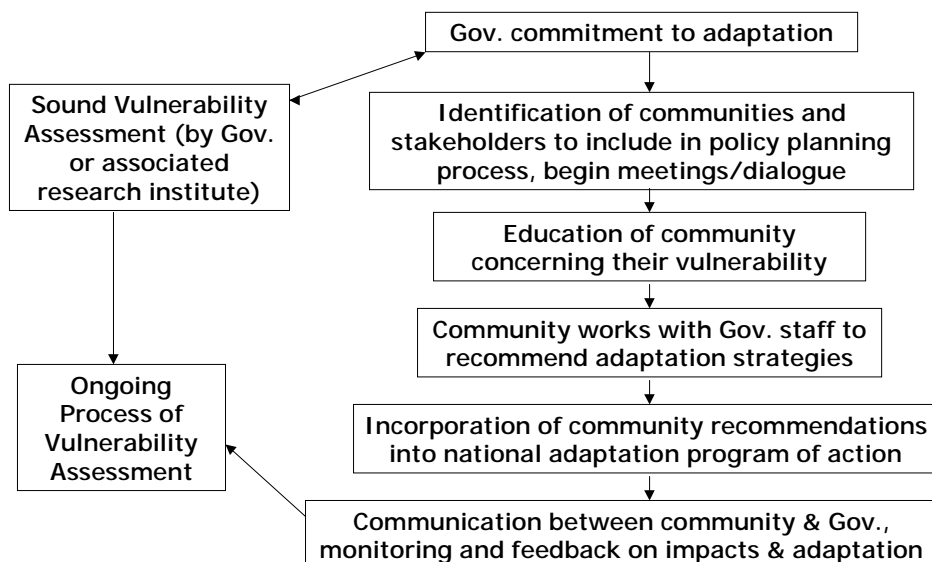 Gov. commitment to adaptation
Sound Vulnerability
Assessment (by Gov.
or associated
research institute)
Identification of communities and
stakeholders to include in policy planning
process, begin meetings/dialogue
Education of community
concerning their vulnerability
Community works with Gov. staff to
recommend adaptation strategies
Ongoing
Process of
Vulnerability
Assessment
Incorporation of community recommendations
into national adaptation program of action
Communication between community & Gov.,
monitoring and feedback on impacts & adaptation